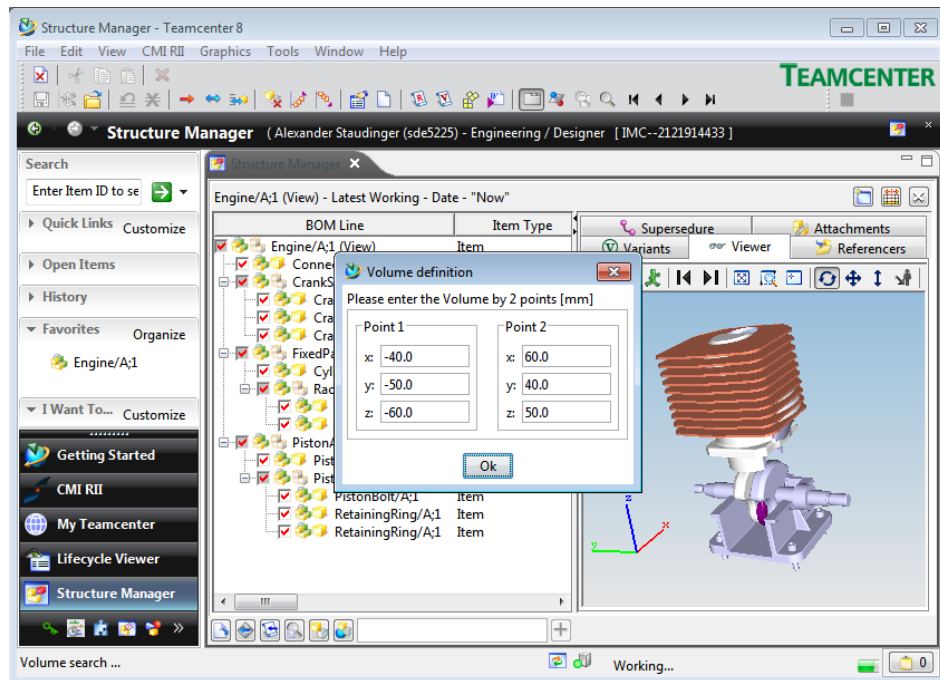 Structure Manager - Teamcenter 8
File Edit View CMI RII Graphics Tools Window Help
TEAMCENTER
Structure Manager ( Alexander Staudinger (sde5225) - Engineering / Designer [ IMC--2121914433 ]
Search
Enter Item ID to se
Quick Links Customize
Open Items
History
Favorites Organize
Engine/A;1
I Want To... Customize
Getting Started
CMI RII
My Teamcenter
Lifecycle Viewer
Structure Manager
Structure Manager
Engine/A;1 (View) - Latest Working - Date - "Now"
BOM Line Item Type
Engine/A;1 (View) Item
Conne
CrankS
Cra
Cra
Cra
FixedPa
Cyl
Rac
PistonA
Pist
Pist
PistonBolt/A;1 Item
RetainingRing/A;1 Item
RetainingRing/A;1 Item
Supersedure Attachments
Variants Viewer Referencers
Volume definition
Please enter the Volume by 2 points [mm]
Point 1 Point 2
x: -40.0 x: 60.0
y: -50.0 y: 40.0
z: -60.0 z: 50.0
Ok
z
x
y
Volume search ... Working... 0